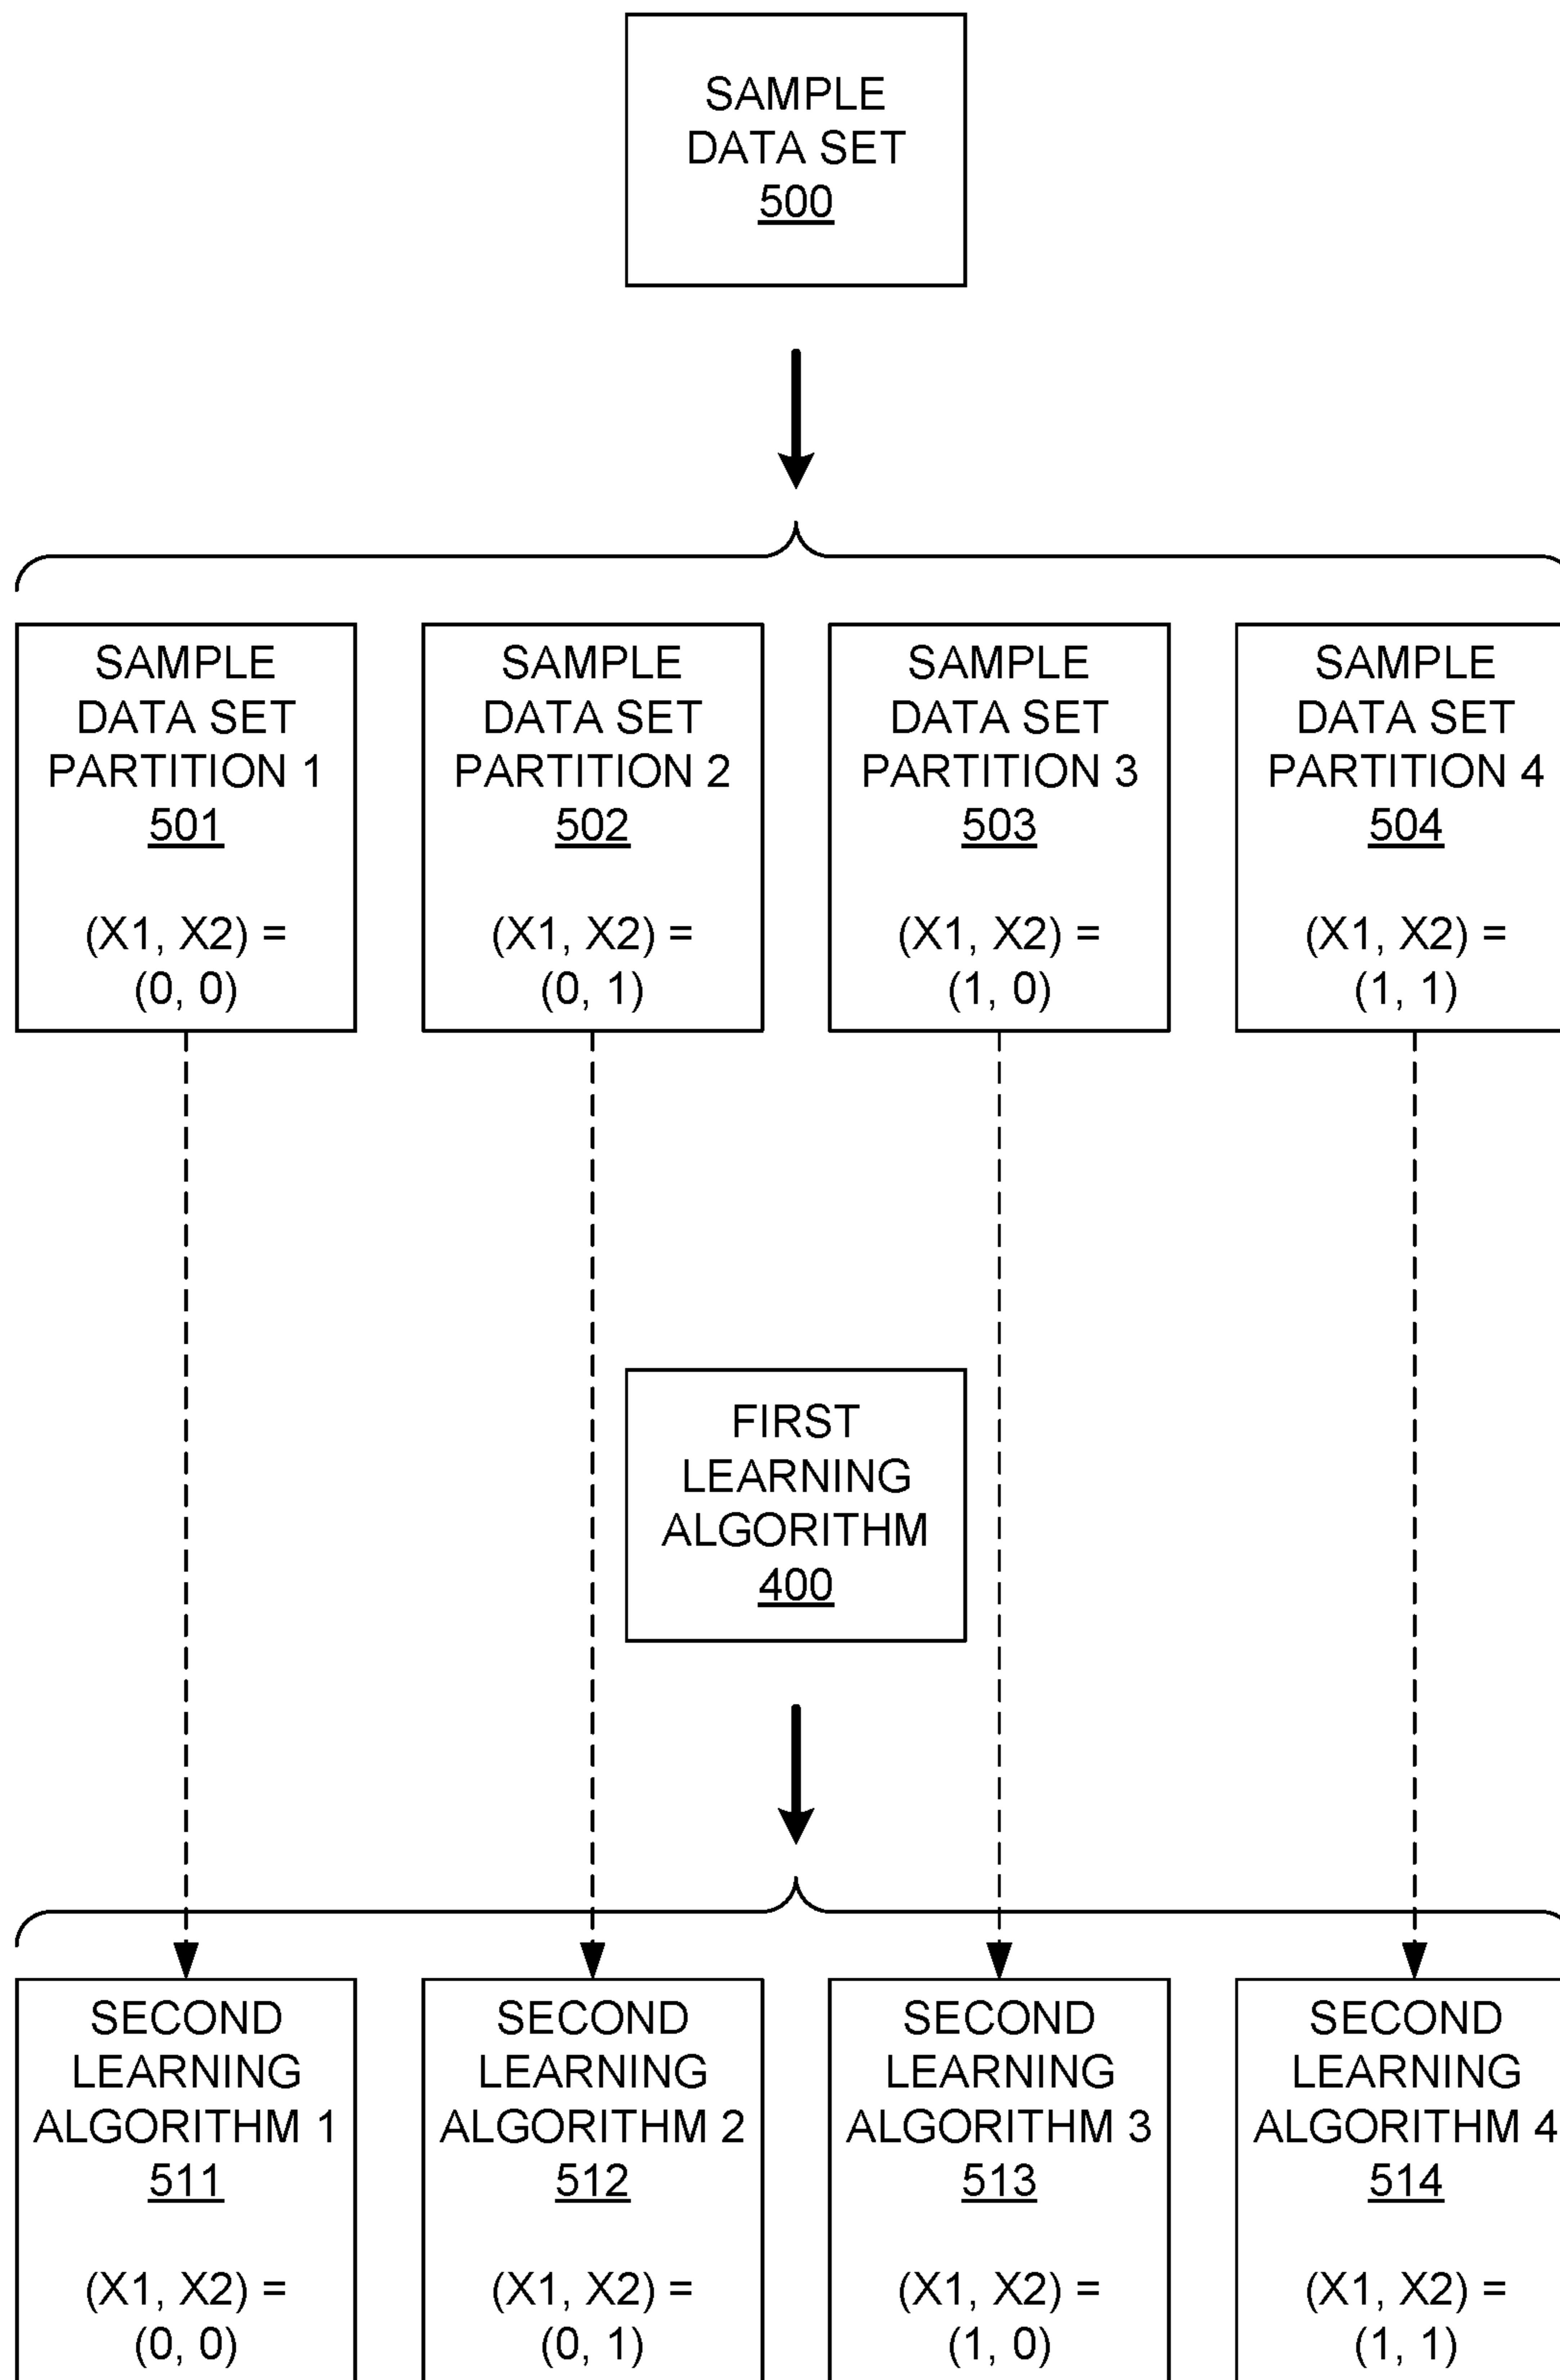 SAMPLE
DATA SET
500
SAMPLE
DATA SET
PARTITION 1
501
(X1, X2) =
(0, 0)
SAMPLE
DATA SET
PARTITION 2
502
(X1, X2) =
(0, 1)
SAMPLE
DATA SET
PARTITION 3
503
(X1, X2) =
(1, 0)
SAMPLE
DATA SET
PARTITION 4
504
(X1, X2) =
(1, 1)
FIRST
LEARNING
ALGORITHM
400
SECOND
LEARNING
ALGORITHM 1
511
(X1, X2) =
(0, 0)
SECOND
LEARNING
ALGORITHM 2
512
(X1, X2) =
(0, 1)
SECOND
LEARNING
ALGORITHM 3
513
(X1, X2) =
(1, 0)
SECOND
LEARNING
ALGORITHM 4
514
(X1, X2) =
(1, 1)